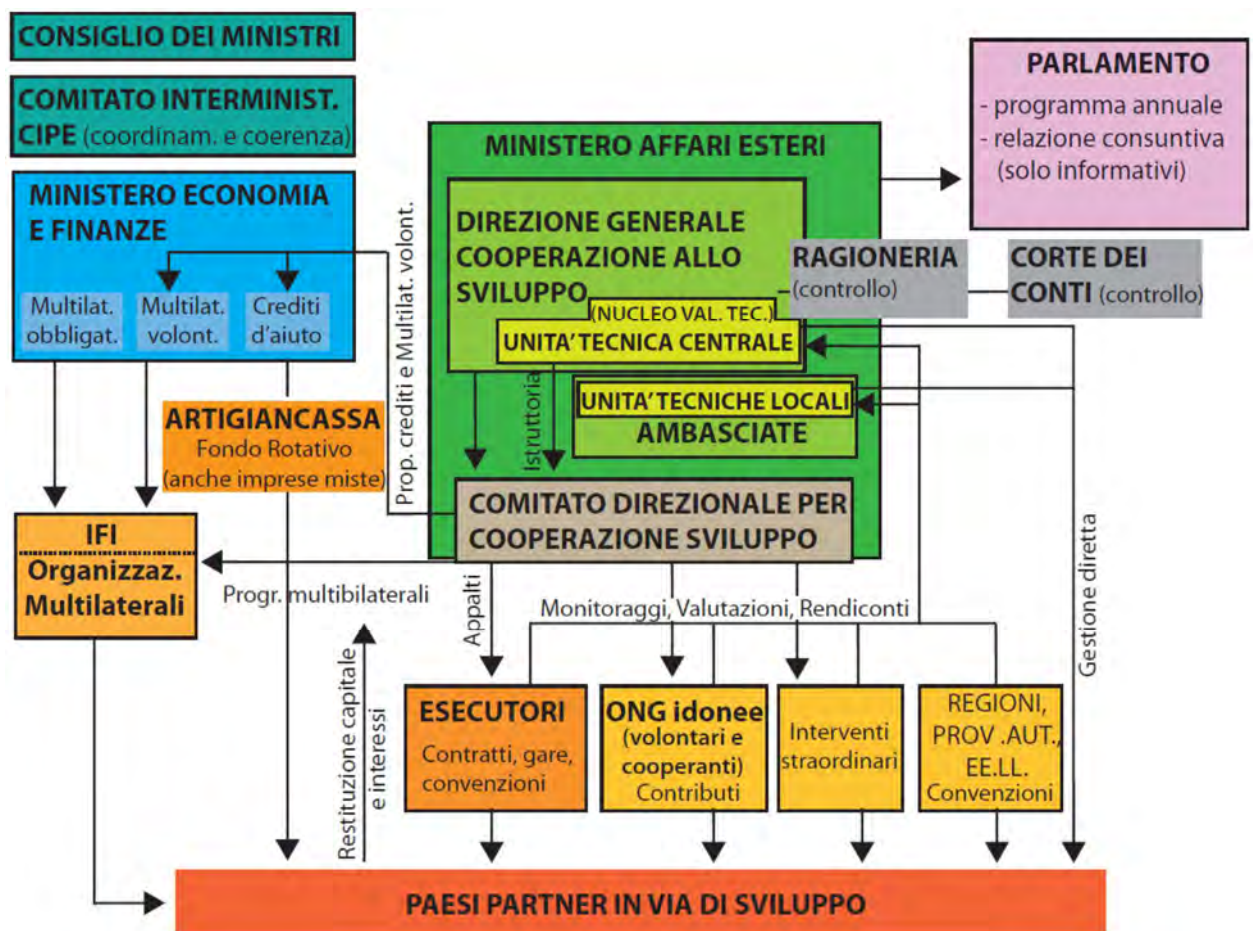 CONSIGLIO DEI MINISTRI
COMITATO INTERMINIST.
CIPE (coordinam. e coerenza)
MINISTERO ECONOMIA
E FINANZE
Multilat.
obbligat.
Multilat.
volont.
Crediti
d'aiuto
ARTIGIANCASSA
Fondo Rotativo
(anche imprese miste)
IFI
Organizzaz.
Multilaterali
Prop. crediti e Multilat. volont.
MINISTERO AFFARI ESTERI
DIREZIONE GENERALE
COOPERAZIONE ALLO
SVILUPPO
(NUCLEO VAL. TEC.)
UNITA' TECNICA CENTRALE
UNITA' TECNICHE LOCALI
AMBASCIATE
Istruttoria
COMITATO DIREZIONALE PER
COOPERAZIONE SVILUPPO
PARLAMENTO
- programma annuale
- relazione consuntiva
(solo informativi)
RAGIONERIA
(controllo)
CORTE DEI
CONTI (controllo)
Gestione diretta
Progr. multibilaterali
Appalti
Monitoraggi, Valutazioni, Rendiconti
Restituzione capitale
e interessi
ESECUTORI
Contratti, gare,
convenzioni
ONG idonee
(volontari e
cooperanti)
Contributi
Interventi
straordinari
REGIONI,
PROV .AUT.,
EE.LL.
Convenzioni
PAESI PARTNER IN VIA DI SVILUPPO